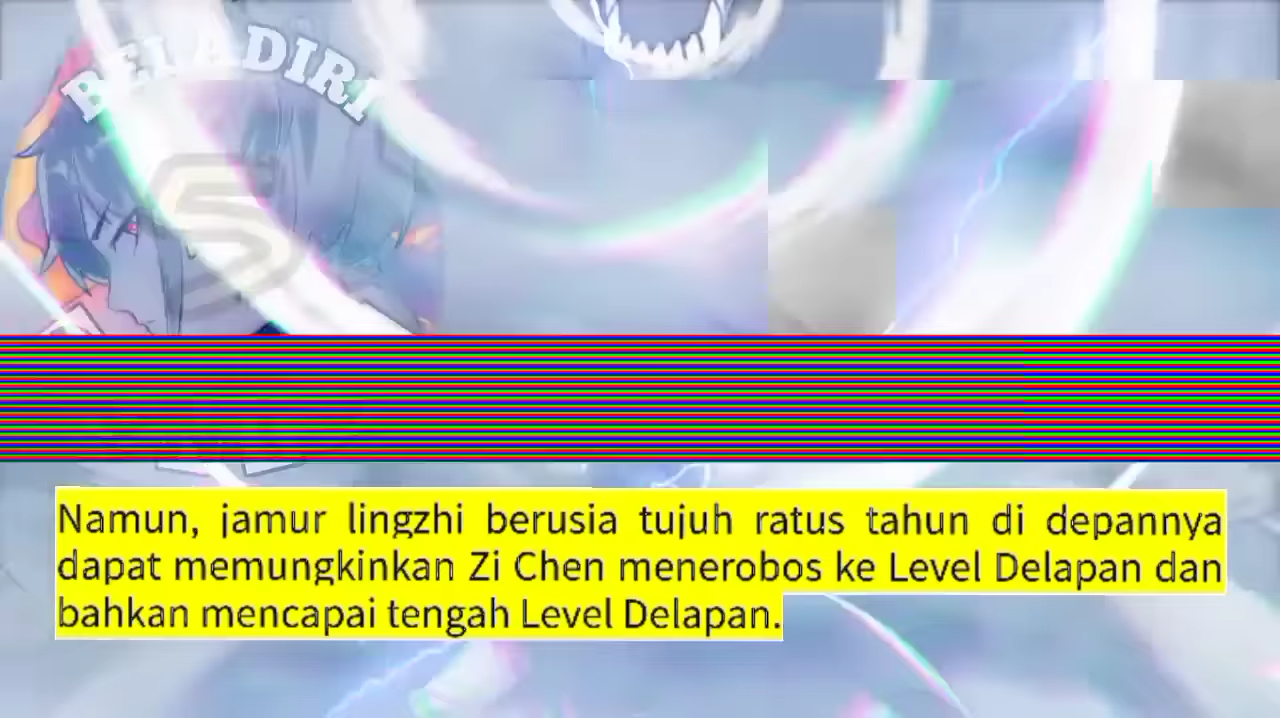 BELADIRI
5
Namun, jamur lingzhi berusia tujuh ratus tahun di depannya
dapat memungkinkan Zi Chen menerobos ke Level Delapan dan
bahkan mencapai tengah Level Delapan.